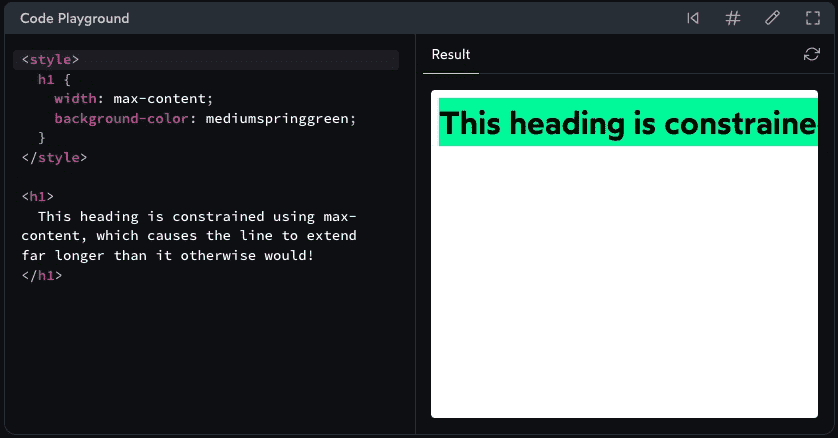 Code Playground
<style>
h1 {
width: max-content;
background-color: mediumspringgreen;
}
</style>
<h1>
This heading is constrained using max-
content, which causes the line to extend
far longer than it otherwise would!
</h1>
Result
This heading is constraine